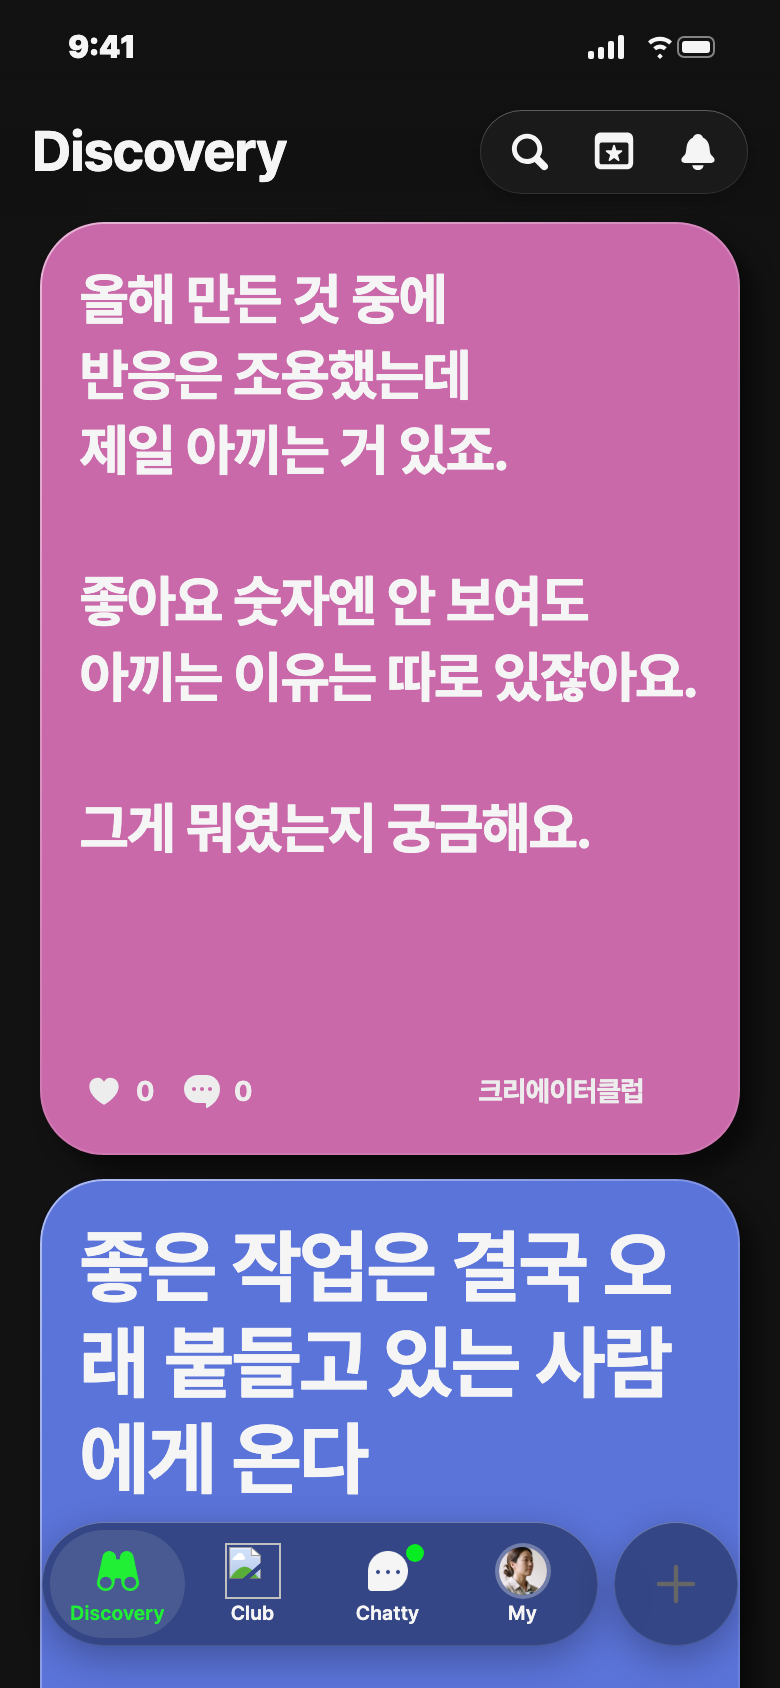 9:41
Discovery
올해 만든 것 중에
반응은 조용했는데
제일 아끼는 거 있죠.
좋아요 숫자엔 안 보여도
아끼는 이유는 따로 있잖아요.
그게 뭐였는지 궁금해요.
0 0 크리에이터클럽
좋은 작업은 결국 오
래 붙들고 있는 사람
에게 온다
Discovery Club Chatty My